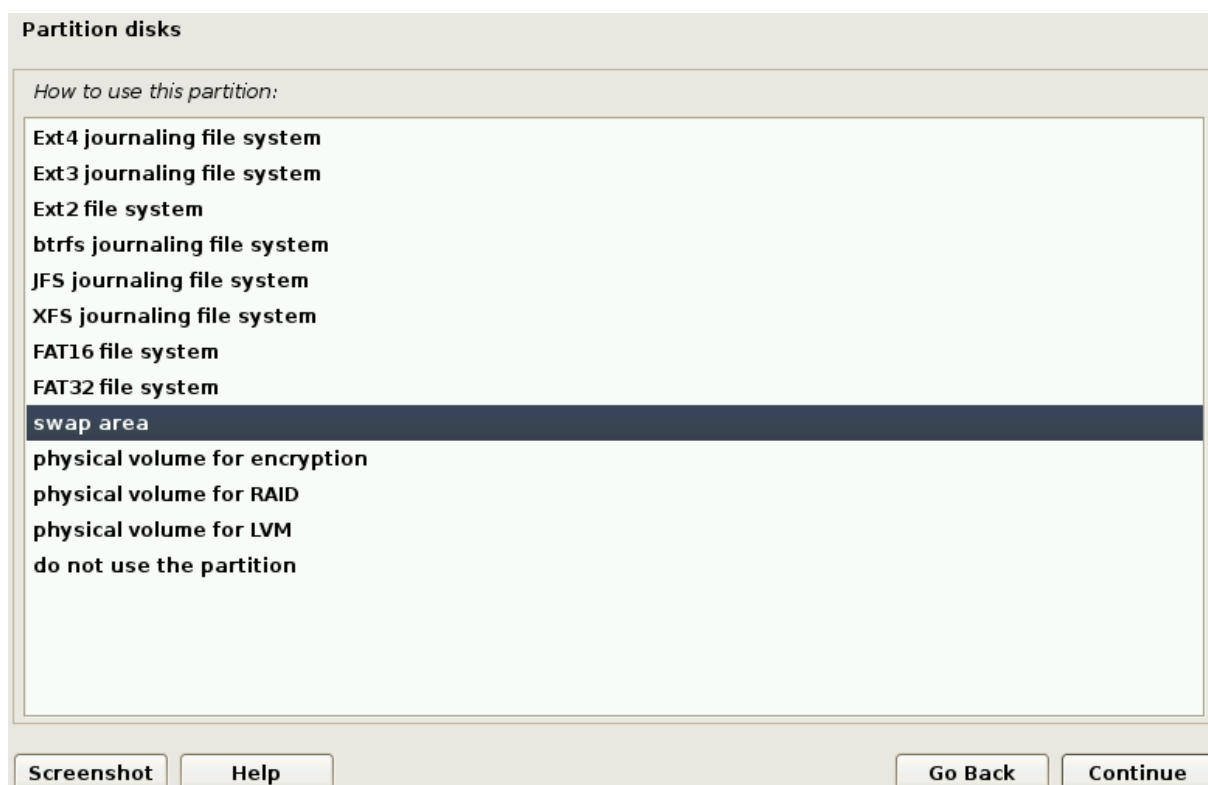 Partition disks
How to use this partition:
Ext4 journaling file system
Ext3 journaling file system
Ext2 file system
btrfs journaling file system
JFS journaling file system
XFS journaling file system
FAT16 file system
FAT32 file system
swap area
physical volume for encryption
physical volume for RAID
physical volume for LVM
do not use the partition
Screenshot Help Go Back Continue